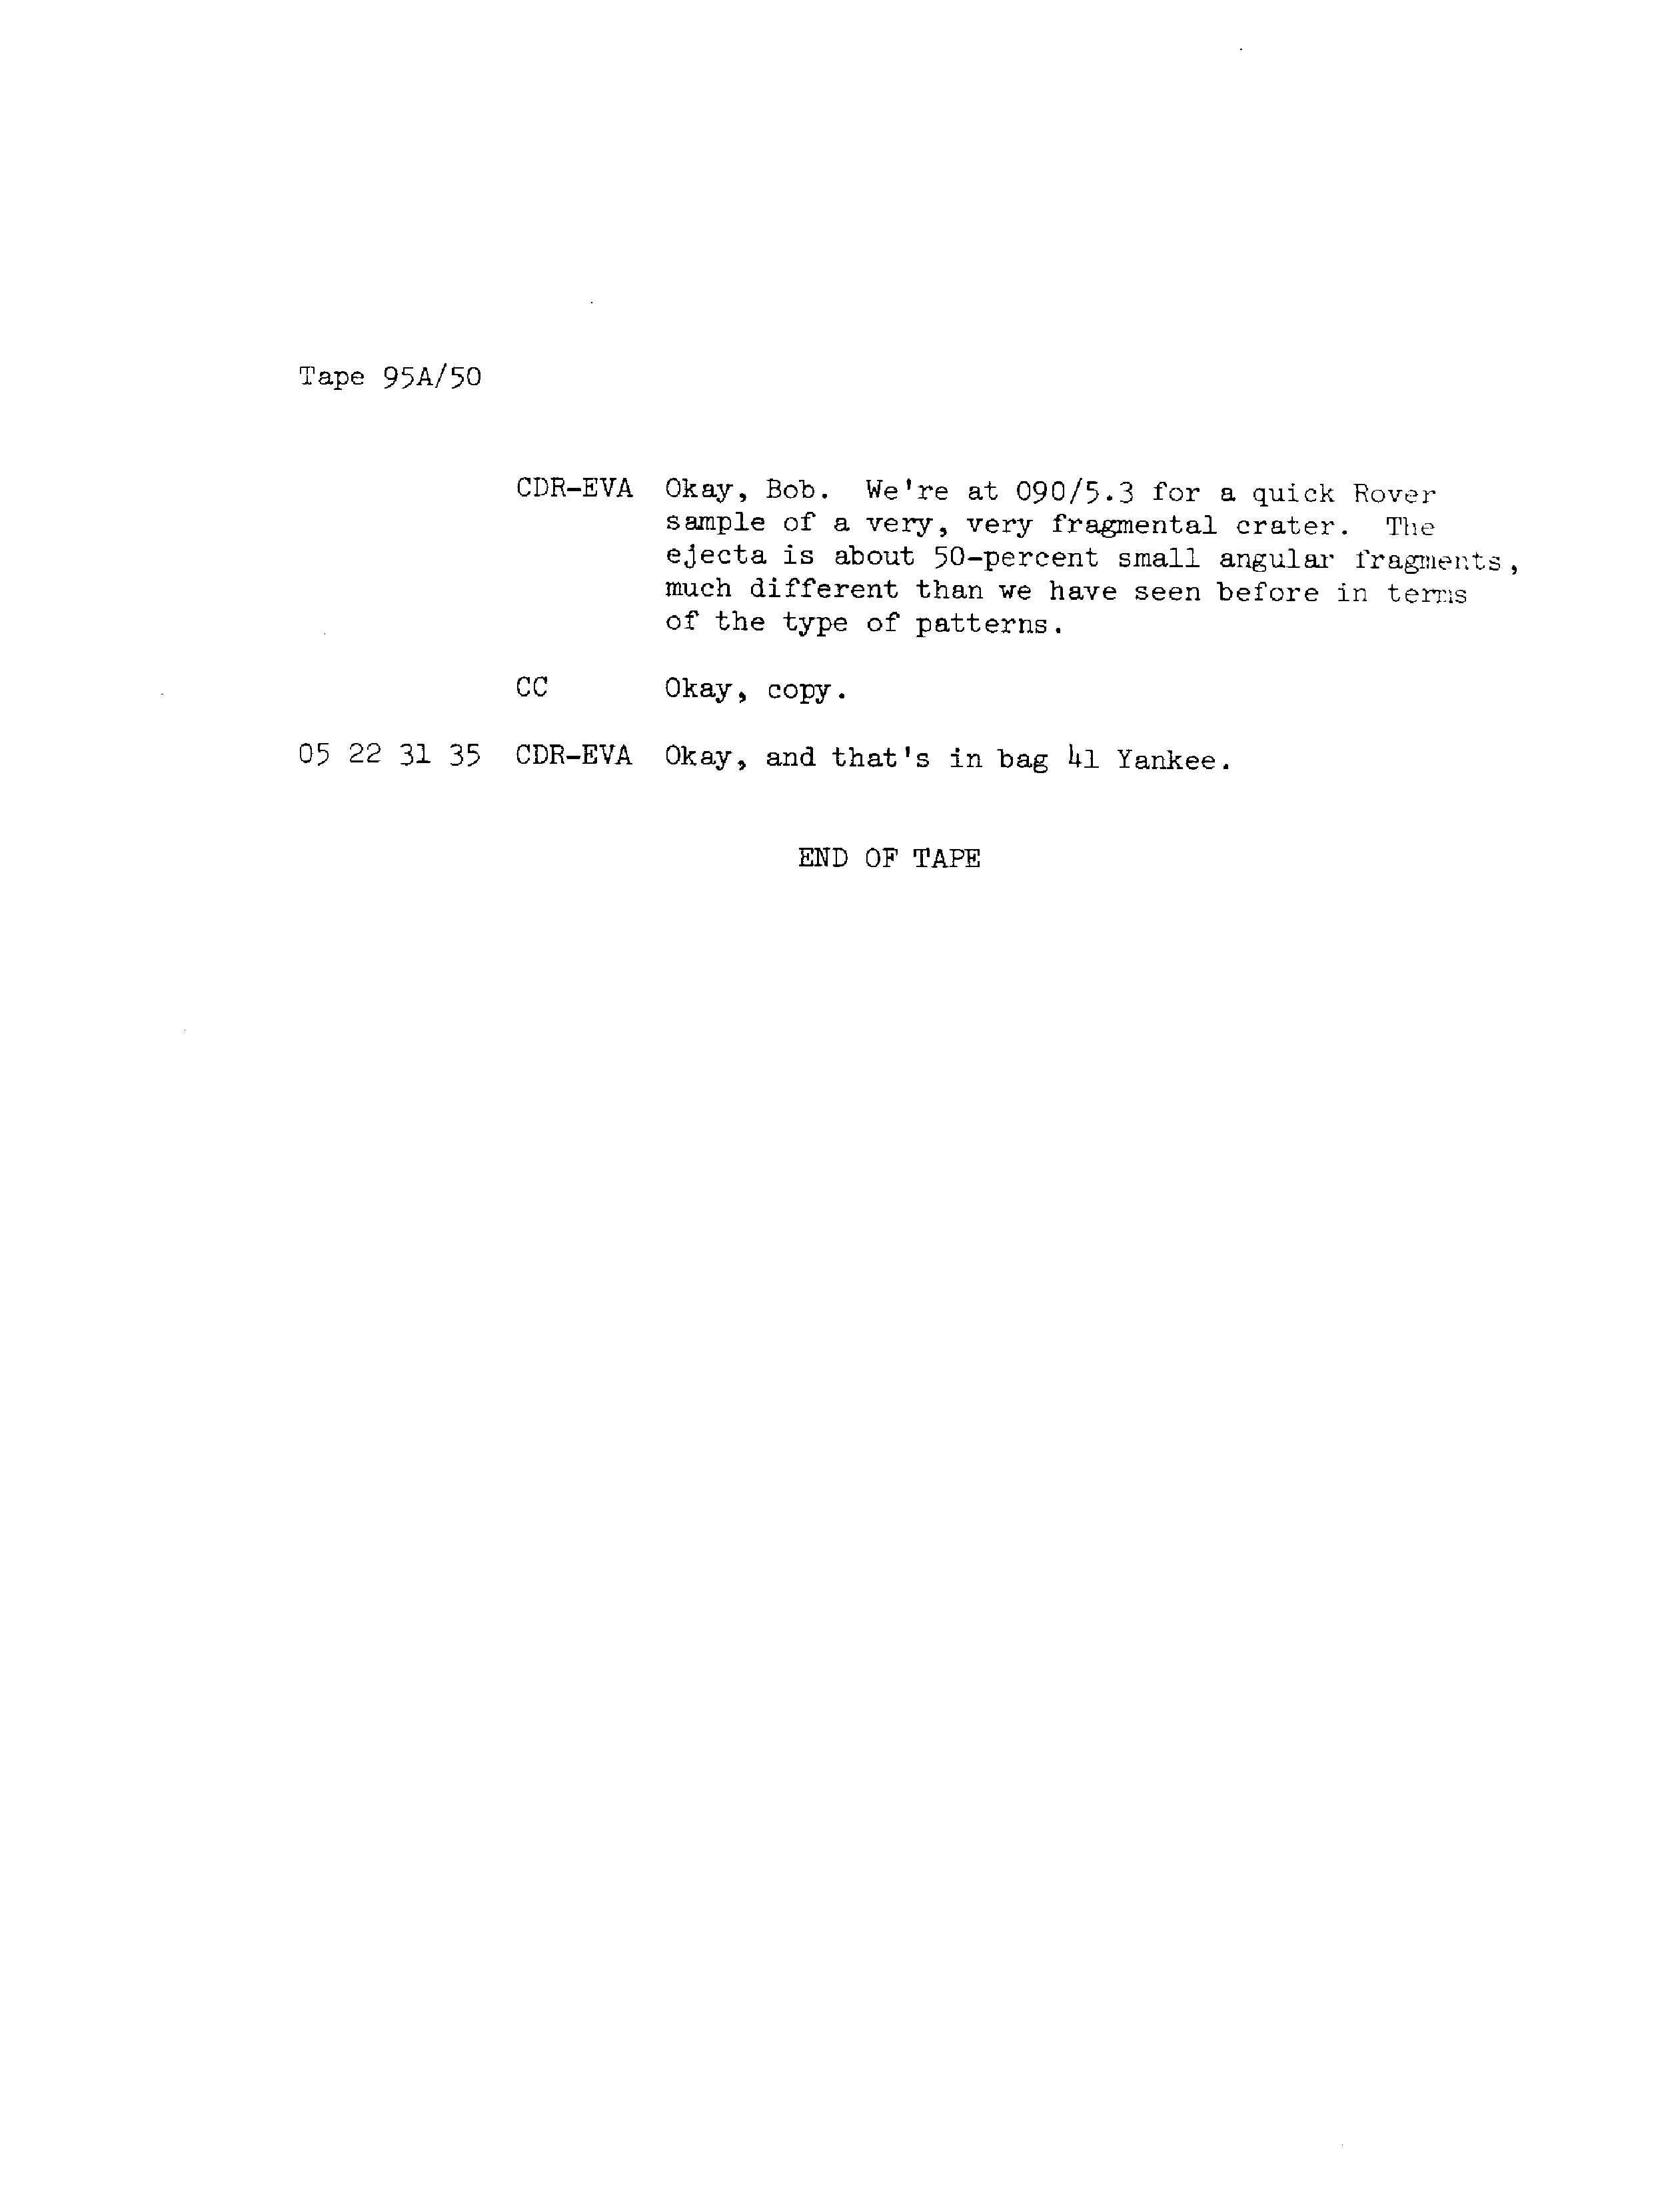 Tape 95A/50
CDR-EVA Okay, Bob. We're at 090/5.3 for a quick Rover
sample of a very, very fragmental crater. The
ejecta is about 50-percent small angular fragments,
much different than we have seen before in terms
of the type of patterns.
CC Okay, copy.
05 22 31 35 CDR-EVA Okay, and that's in bag 41 Yankee.
END OF TAPE